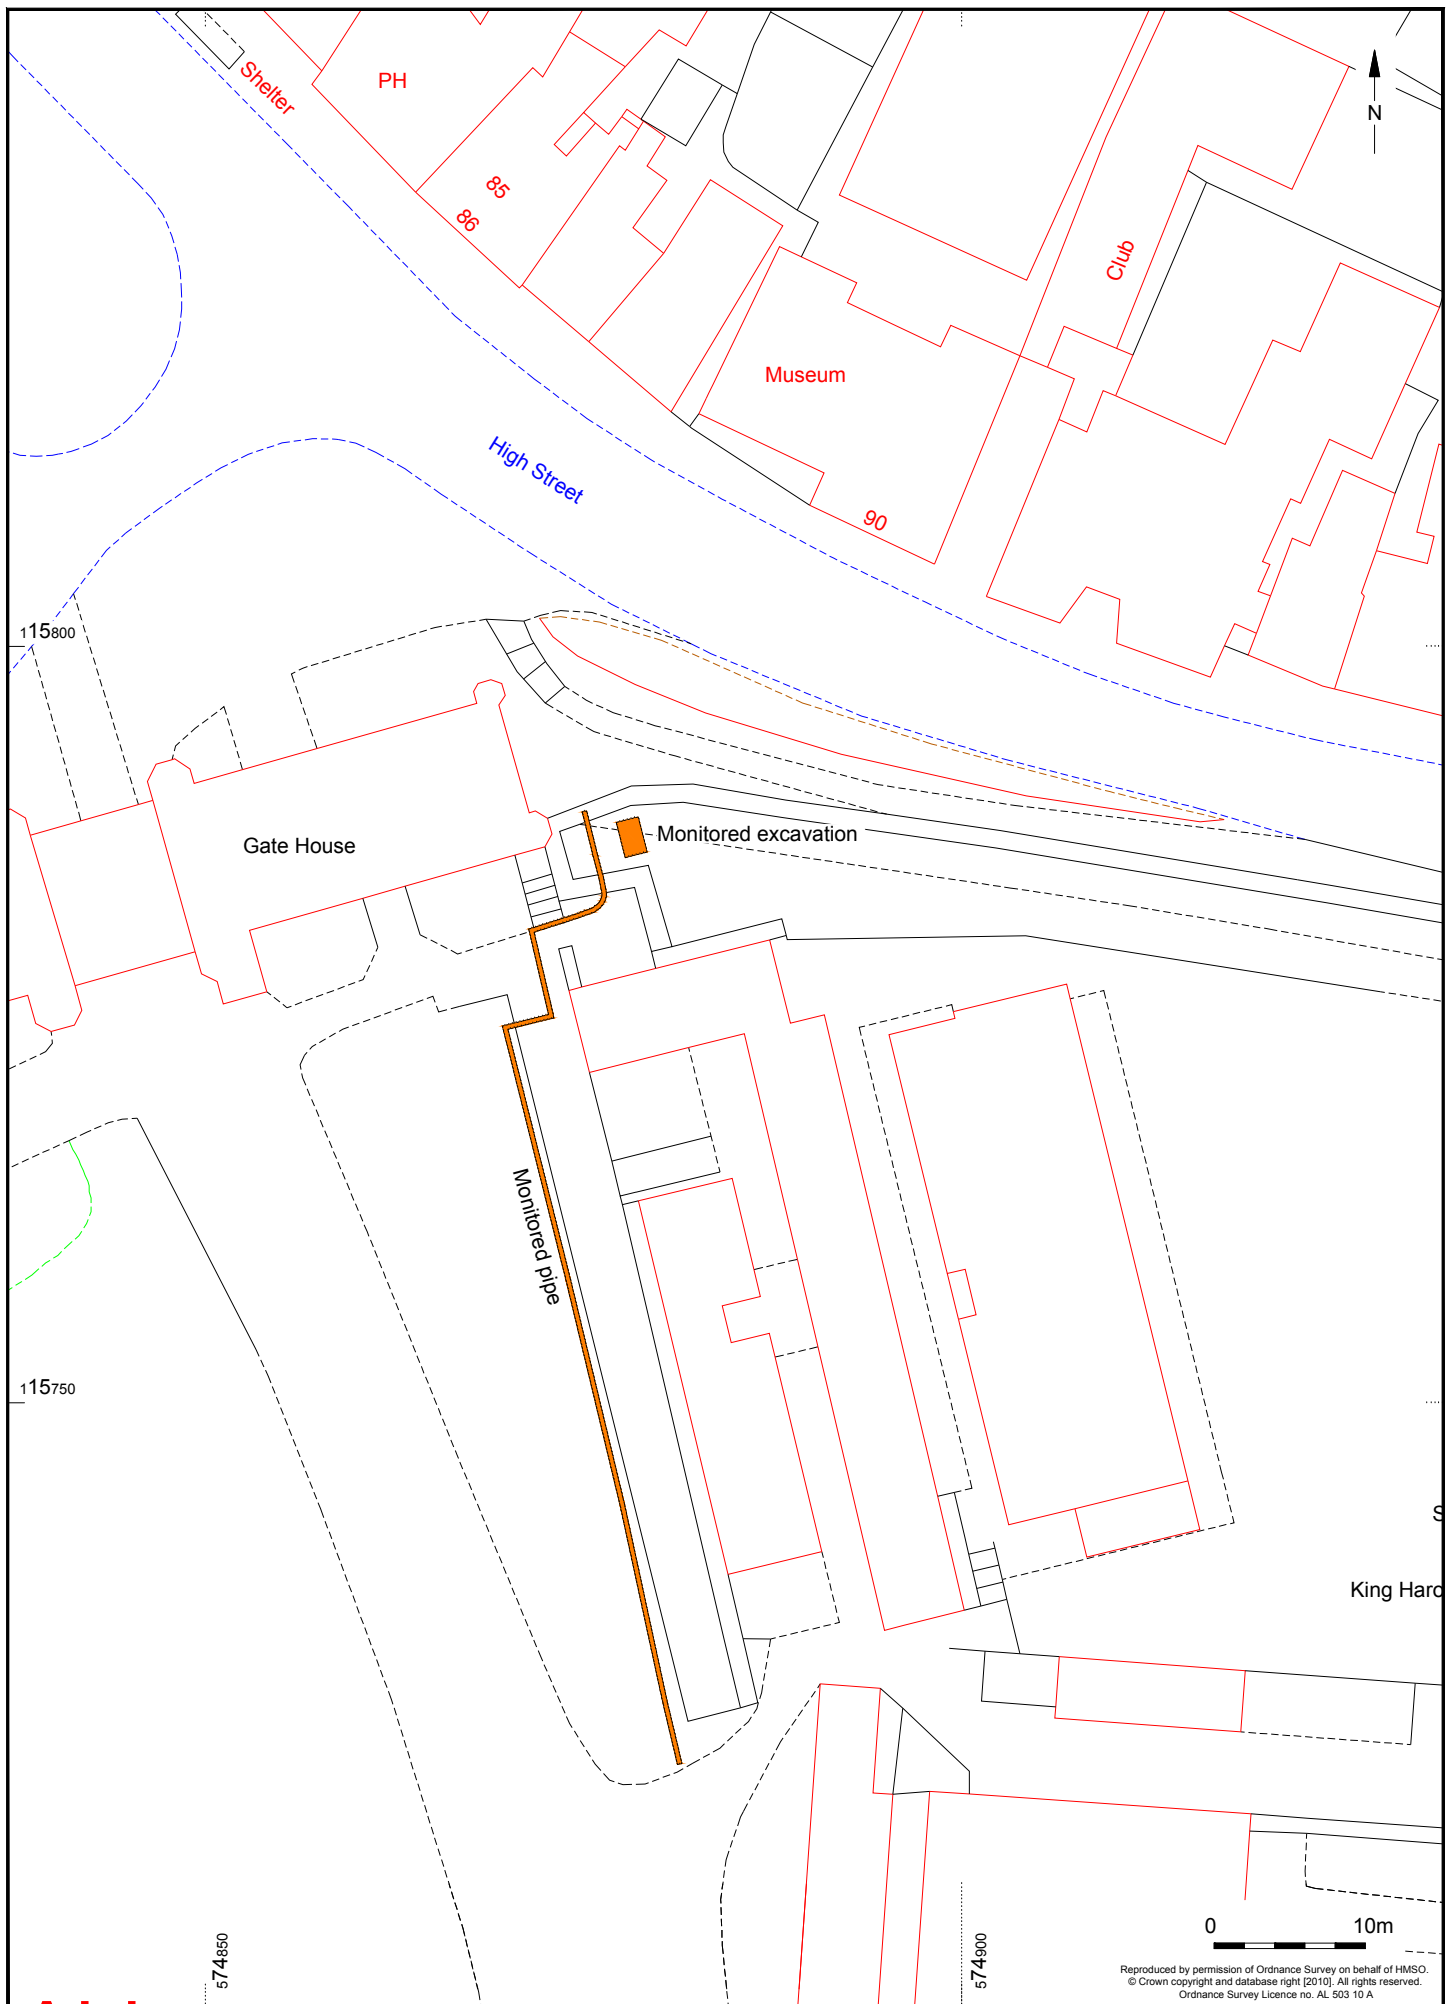 Shelter
PH
N
85
86
Club
Museum
High Street
90
115800
Gate House
Monitored excavation
Monitored pipe
115750
King Haro
574850
574900
0 10m
Reproduced by permission of Ordnance Survey on behalf of HMSO.
© Crown copyright and database right [2010]. All rights reserved.
Ordnance Survey Licence no. AL 503 10 A